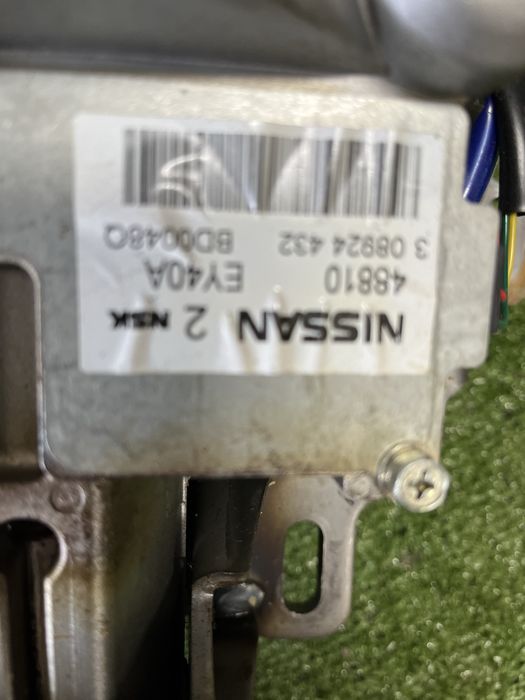 NISSAN 2 NSK
48810 EY40A
3 08924 432 BD0048Q